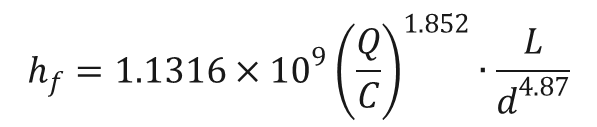 h_f = 1.1316 × 10^9 (Q/C)^1.852 · L/d^4.87